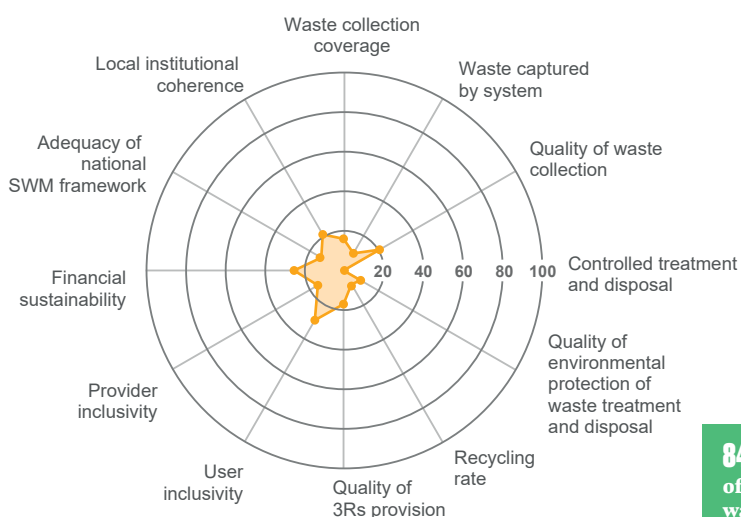 Waste collection
coverage
Waste captured
by system
Quality of waste
collection
Controlled treatment
and disposal
Quality of
environmental
protection of
waste treatment
and disposal
Recycling
rate
Quality of
3Rs provision
User
inclusivity
Provider
inclusivity
Financial
sustainability
Adequacy of
national
SWM framework
Local institutional
coherence
20 40 60 80 100
of